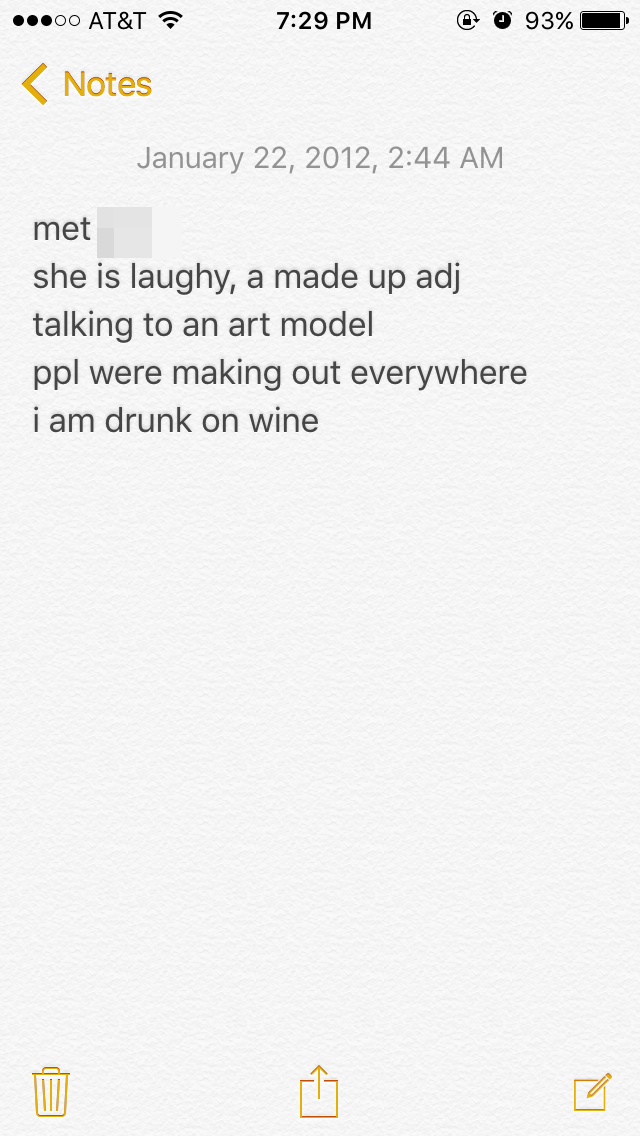 AT&T 7:29 PM 93%
Notes
January 22, 2012, 2:44 AM
met
she is laughy, a made up adj
talking to an art model
ppl were making out everywhere
i am drunk on wine